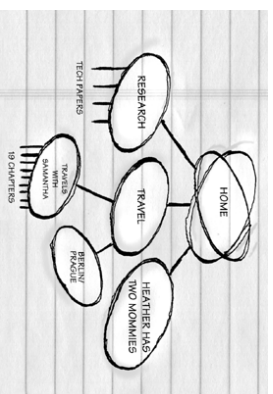 HOME
RESEARCH
TRAVEL
HEATHER HAS
TWO MOMMIES
TECH PAPERS
TRAVELS
WITH
SAMANTHA
BERLIN/
PRAGUE
19 CHAPTERS